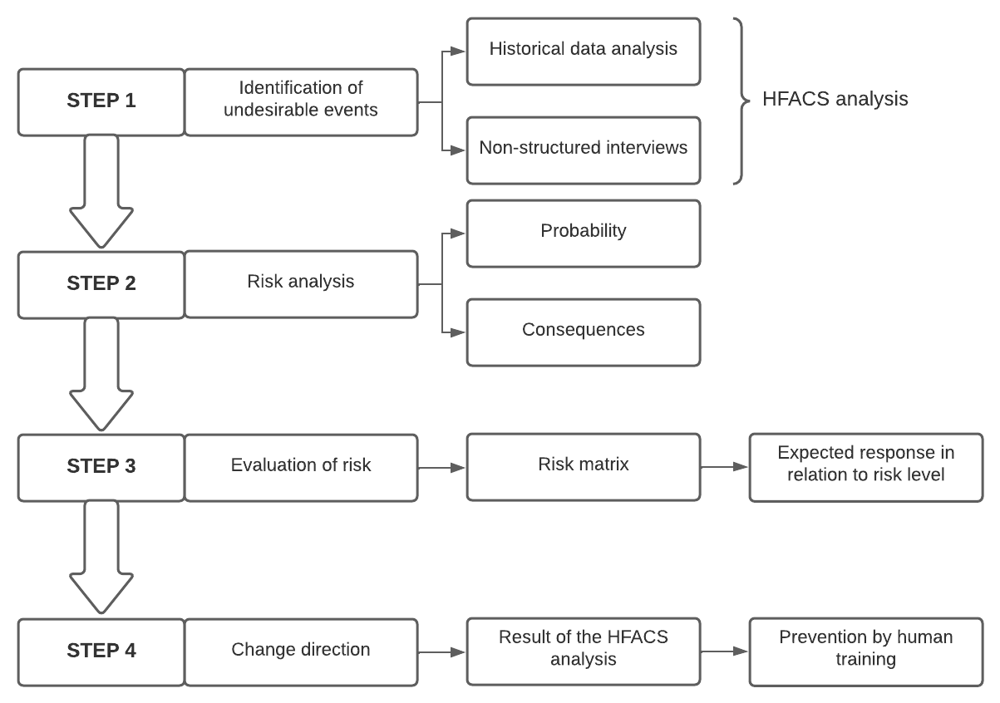 Historical data analysis
STEP 1
Identification of
undesirable events
HFACS analysis
Non-structured interviews
Probability
STEP 2
Risk analysis
Consequences
STEP 3
Evaluation of risk
Risk matrix
Expected response in
relation to risk level
STEP 4
Change direction
Result of the HFACS
analysis
Prevention by human
training